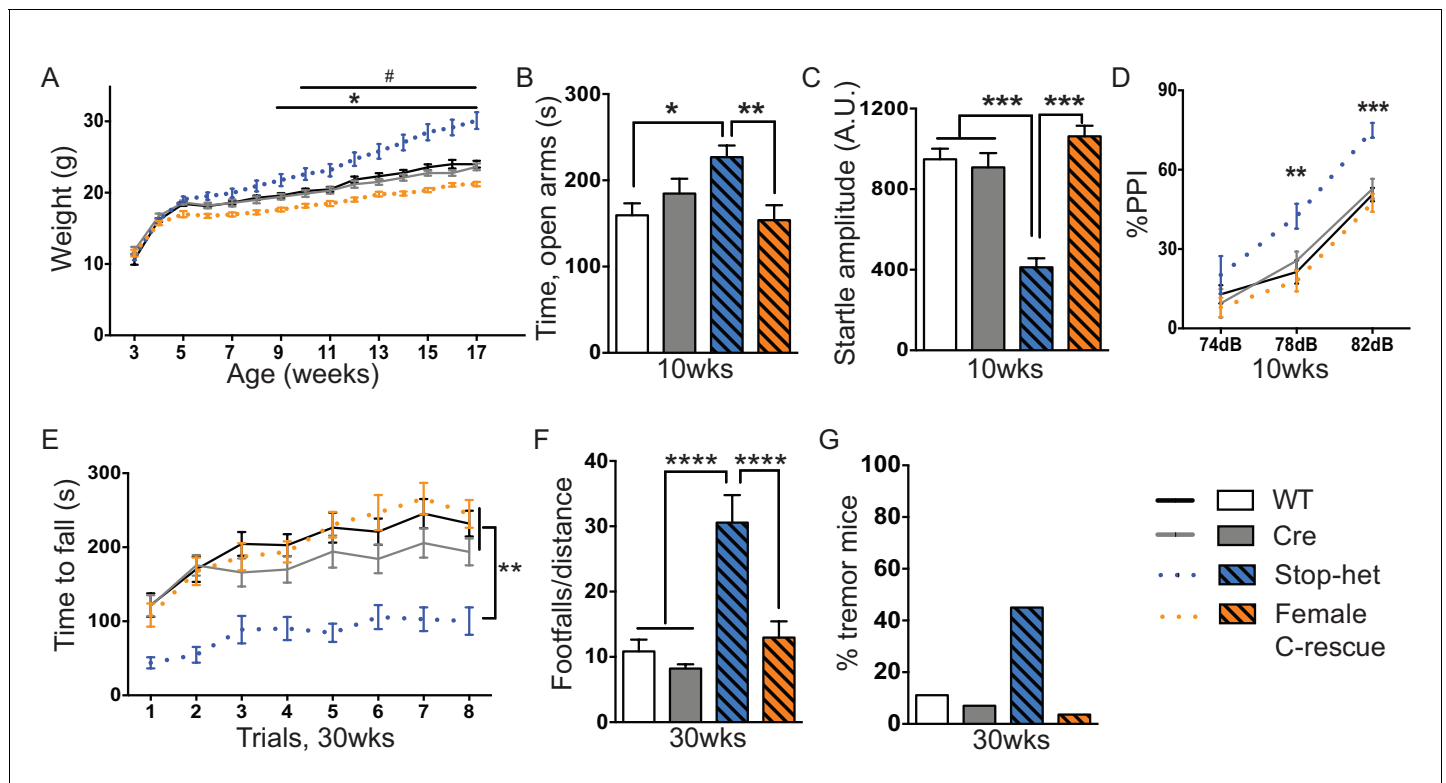 A
Weight (g)
30
20
10
0
#
*
3 5 7 9 11 13 15 17
Age (weeks)
B
Time, open arms (s)
300
200
100
0
* **
10wks
C
Startle amplitude (A.U.)
1200
800
400
0
*** ***
10wks
D
%PPI
90
60
30
0
**
***
74dB 78dB 82dB
10wks
E
Time to fall (s)
300
200
100
0
**
1 2 3 4 5 6 7 8
Trials, 30wks
F
Footfalls/distance
40
30
20
10
0
**** ****
30wks
G
% tremor mice
100
80
60
40
20
0
30wks
WT
Cre
Stop-het
Female
C-rescue